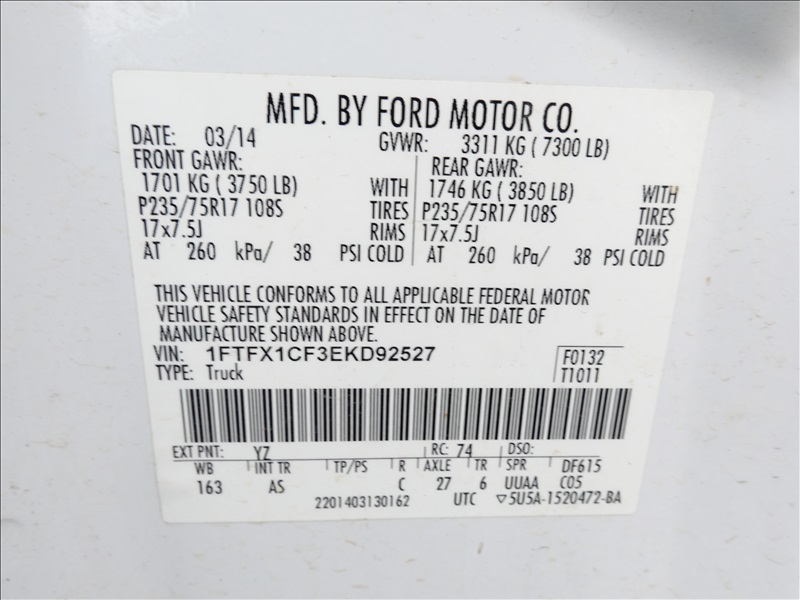 MFD. BY FORD MOTOR CO.
DATE: 03/14 GVWR: 3311 KG ( 7300 LB)
FRONT GAWR: REAR GAWR:
1701 KG ( 3750 LB) WITH 1746 KG ( 3850 LB) WITH
P235/75R17 108S TIRES P235/75R17 108S TIRES
17x7.5J RIMS 17x7.5J RIMS
AT 260 kPa/ 38 PSI COLD AT 260 kPa/ 38 PSI COLD
THIS VEHICLE CONFORMS TO ALL APPLICABLE FEDERAL MOTOR
VEHICLE SAFETY STANDARDS IN EFFECT ON THE DATE OF
MANUFACTURE SHOWN ABOVE.
VIN: 1FTFX1CF3EKD92527 F0132
TYPE: Truck T1011
EXT PNT: YZ RC: 74 DSO:
WB INT TR TP/PS R AXLE TR SPR DF615
163 AS C 27 6 UUAA C05
2201403130162 UTC ▽5U5A-1520472-BA